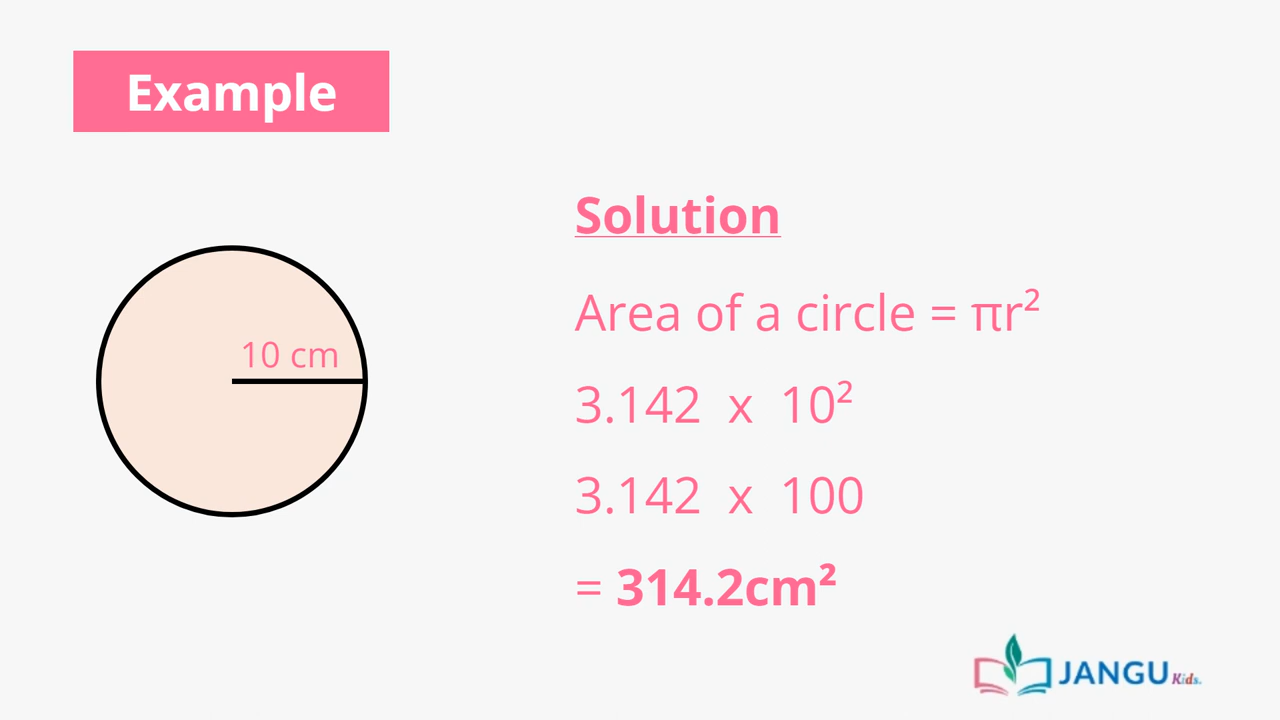 Example
Solution
Area of a circle = πr²
10 cm
3.142 x 10²
3.142 x 100
= 314.2cm²
JANGU Kids.